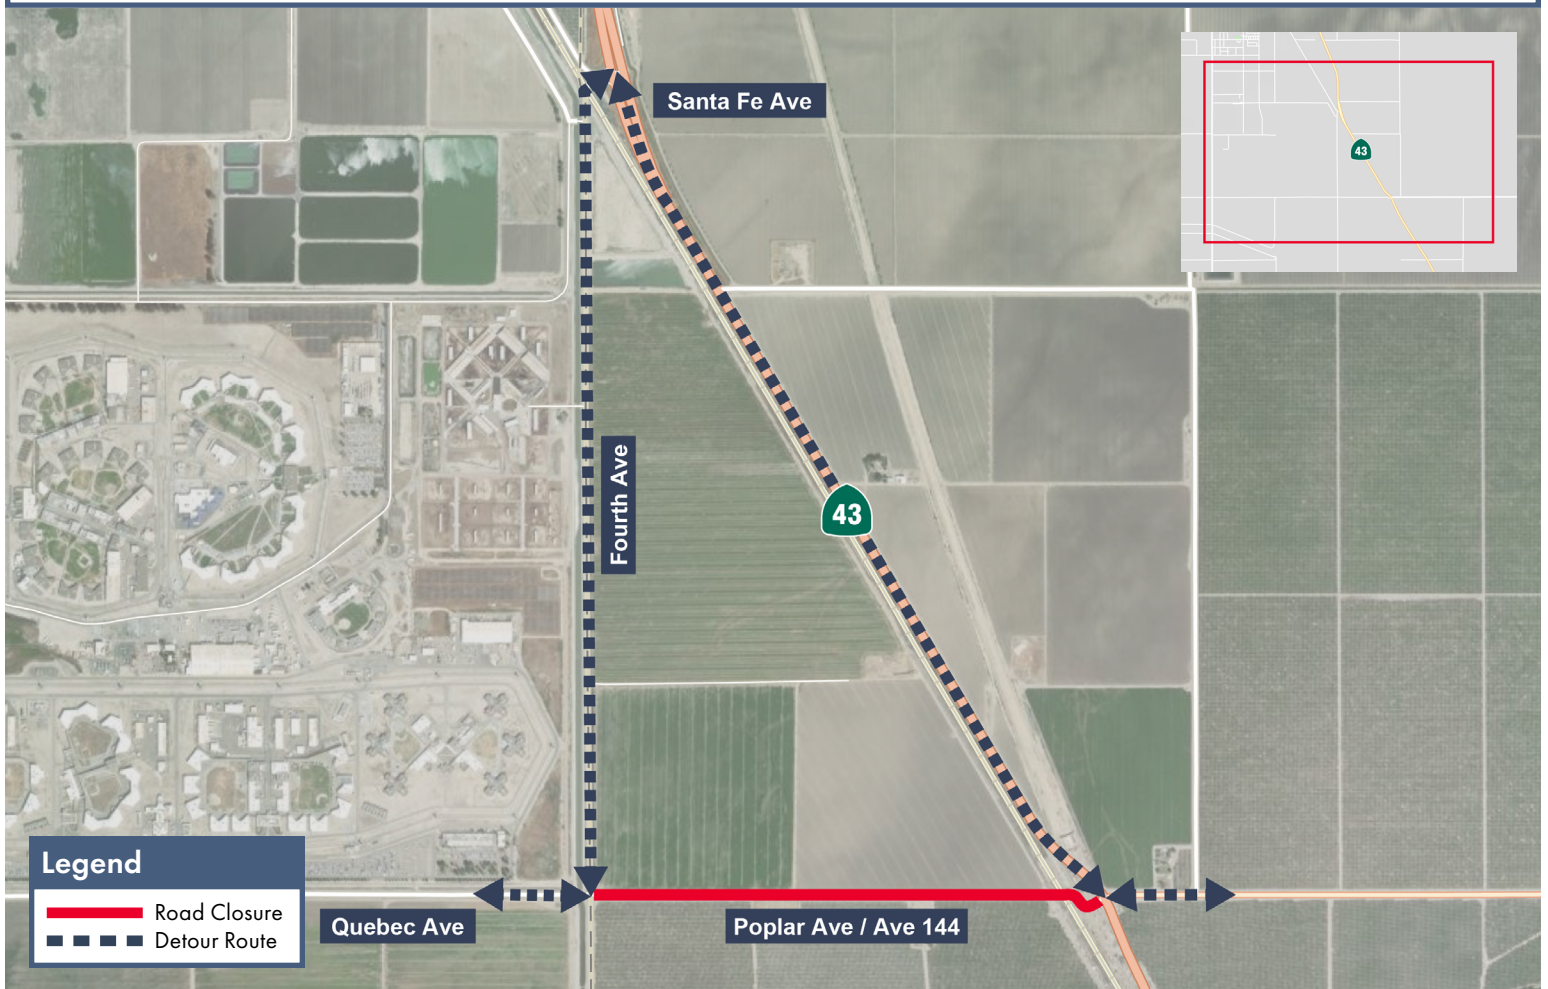 Santa Fe Ave
43
Fourth Ave
43
Legend
Road Closure
Detour Route
Quebec Ave
Poplar Ave / Ave 144